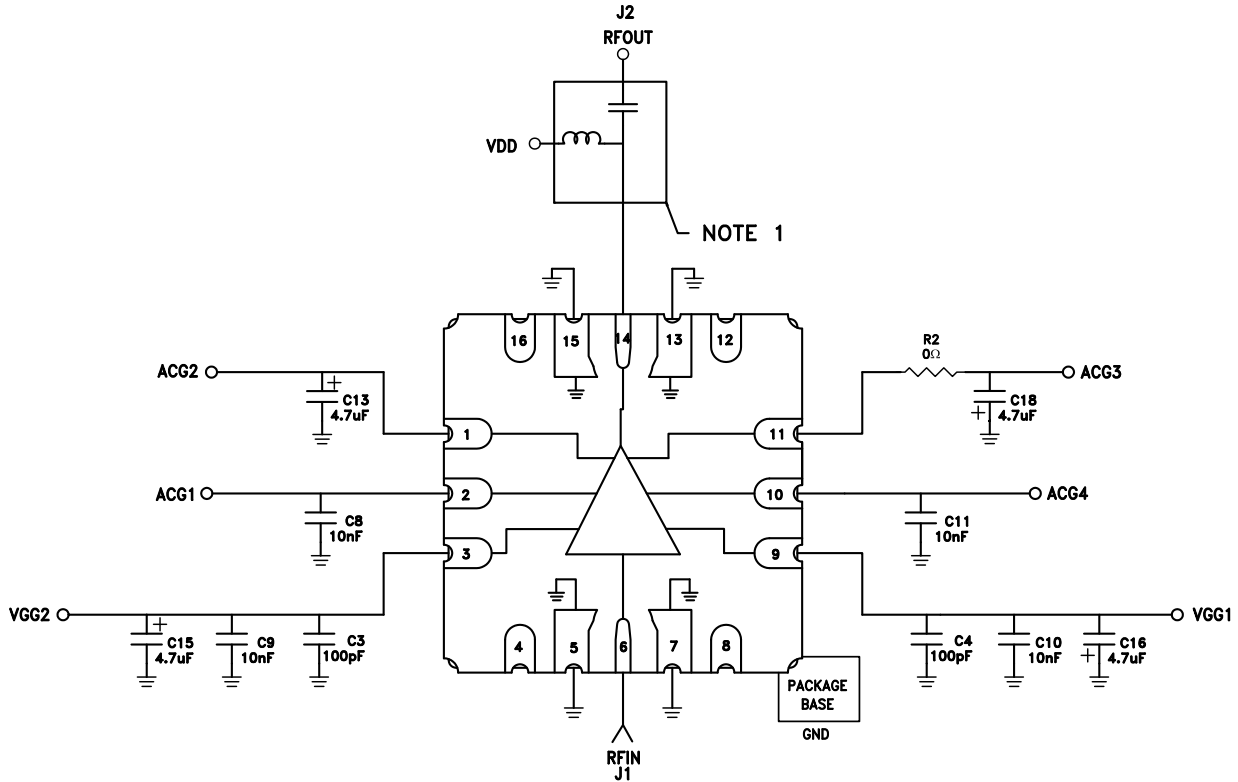 J2
RFOUT
VDD
NOTE 1
16
15
14
13
12
R2
0Ω
ACG2
ACG3
+
C13
4.7uF
C18
+
4.7uF
1
11
ACG1
2
10
ACG4
C8
10nF
C11
10nF
3
9
VGG2
VGG1
+
C15
4.7uF
C9
10nF
C3
100pF
C4
100pF
C10
10nF
C16
+
4.7uF
4
5
6
7
8
PACKAGE
BASE
GND
RFIN
J1